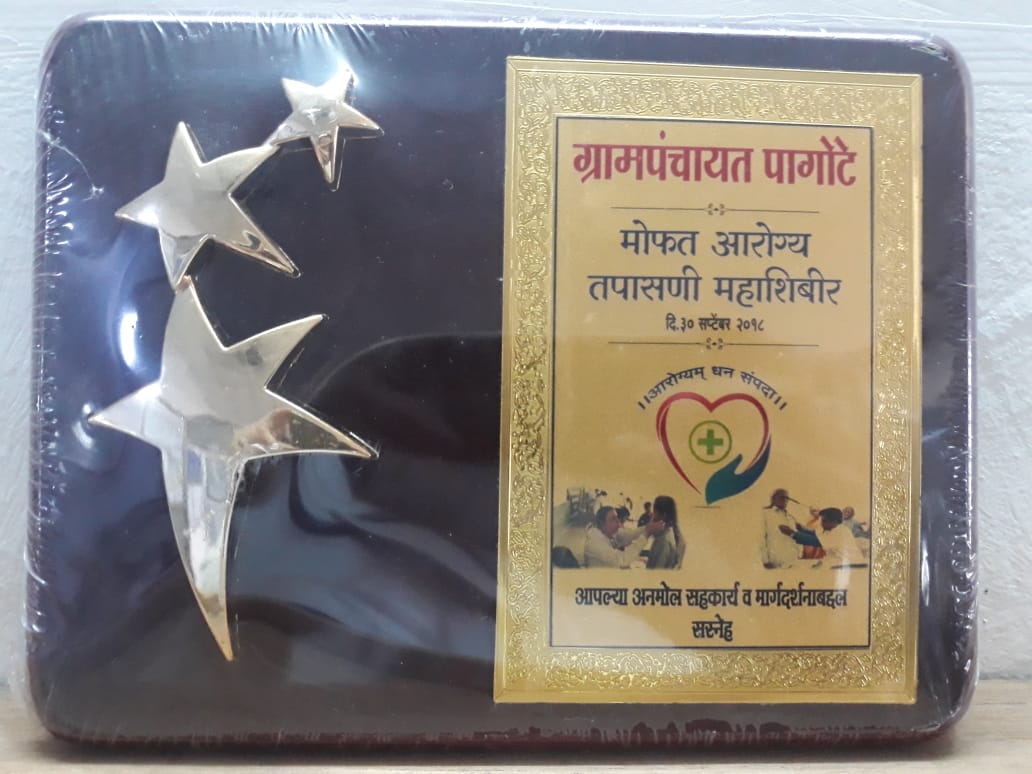 ग्रामपंचायत पागोटे
मोफत आरोग्य
तपासणी महाशिबीर
दि.३० सप्टेंबर २०१८
।।आरोग्यम् धन संपदा।।
आपल्या अनमोल सहकार्य व मार्गदर्शनाबद्दल
सस्नेह